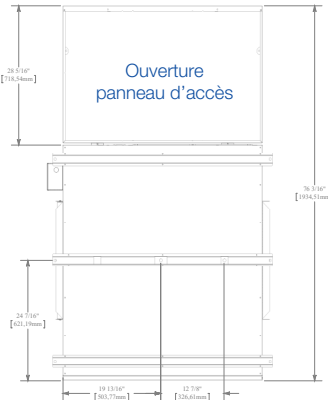 28 5/16"
[718,54mm]
Ouverture
panneau d'accès
76 3/16"
[1934,51mm]
24 7/16"
[621,19mm]
19 13/16"
[503,77mm]
12 7/8"
[326,61mm]